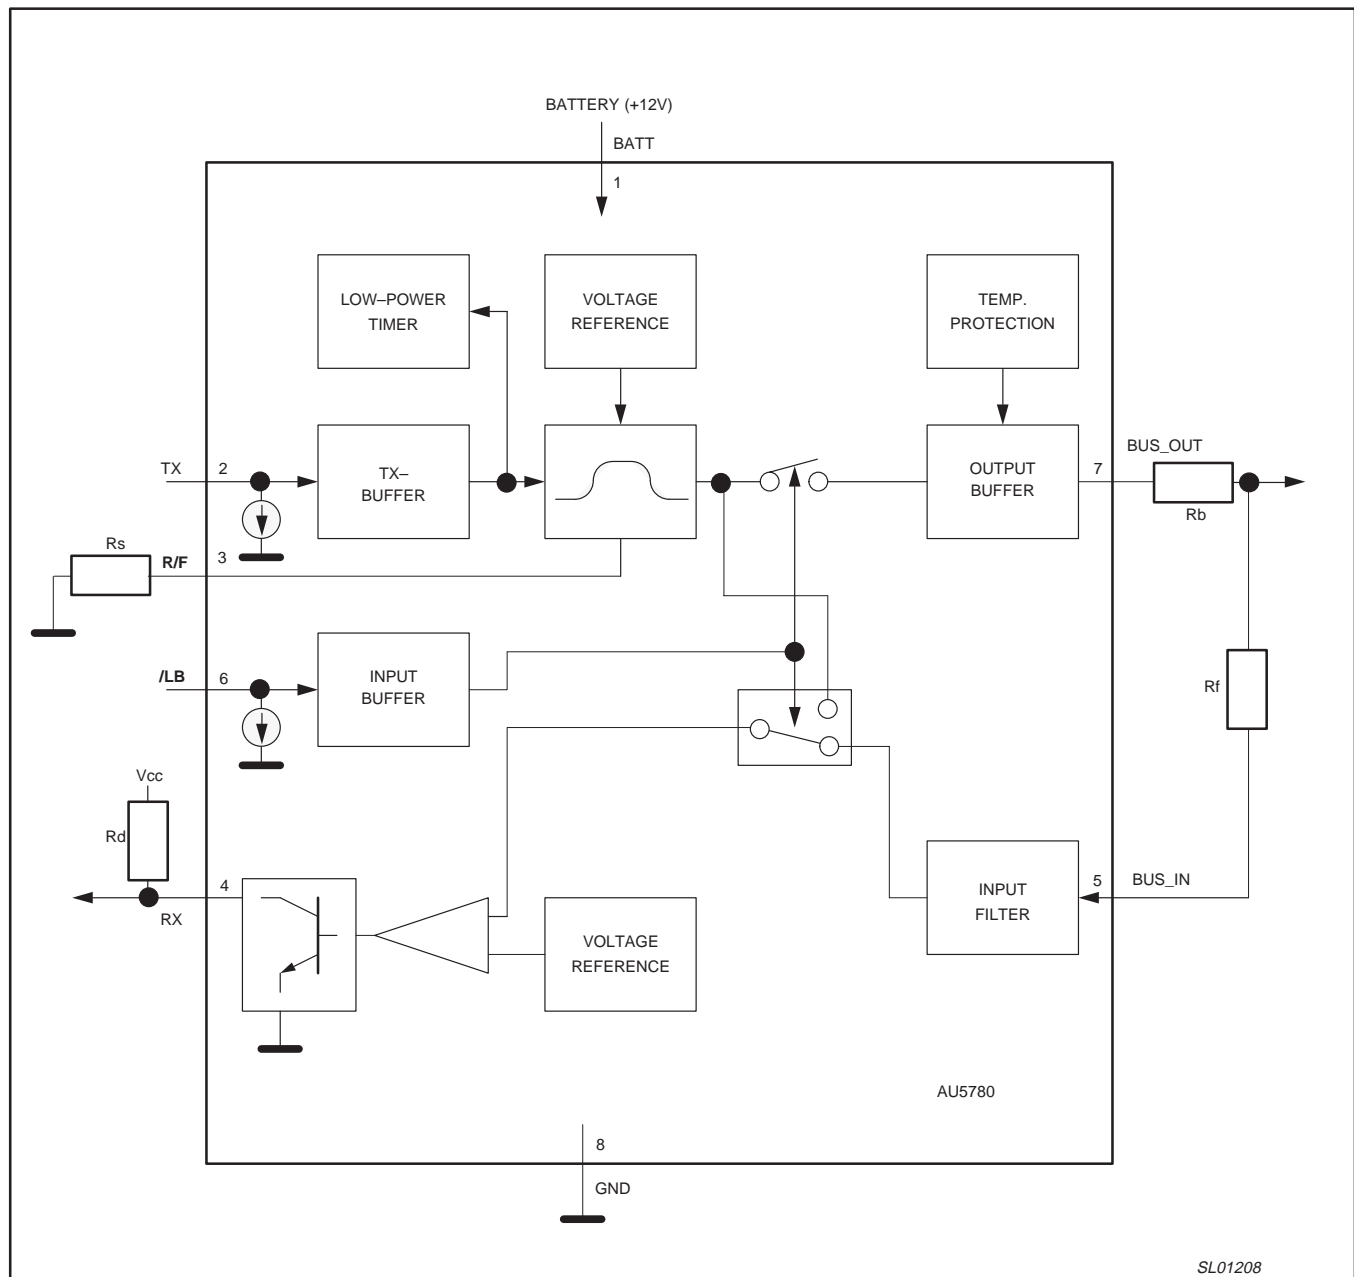 BATTERY (+12V)
BATT
1
LOW–POWER
TIMER
VOLTAGE
REFERENCE
TEMP.
PROTECTION
TX
2
TX–
BUFFER
OUTPUT
BUFFER
7
BUS_OUT
Rb
Rs
R/F
3
/LB
6
INPUT
BUFFER
Rf
Vcc
Rd
4
RX
VOLTAGE
REFERENCE
INPUT
FILTER
5
BUS_IN
AU5780
8
GND
SL01208